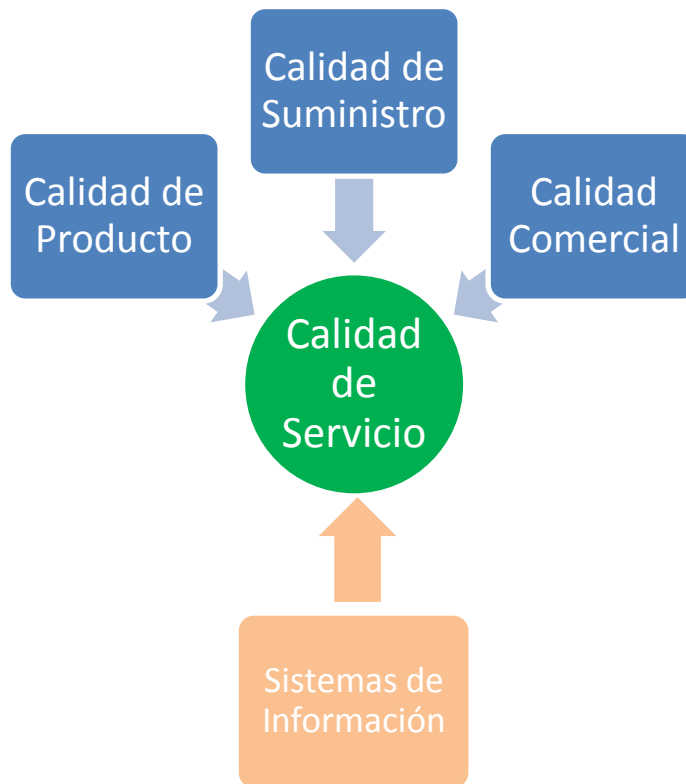 Calidad de
Suministro
Calidad de
Producto
Calidad
Comercial
Calidad
de
Servicio
Sistemas de
Información